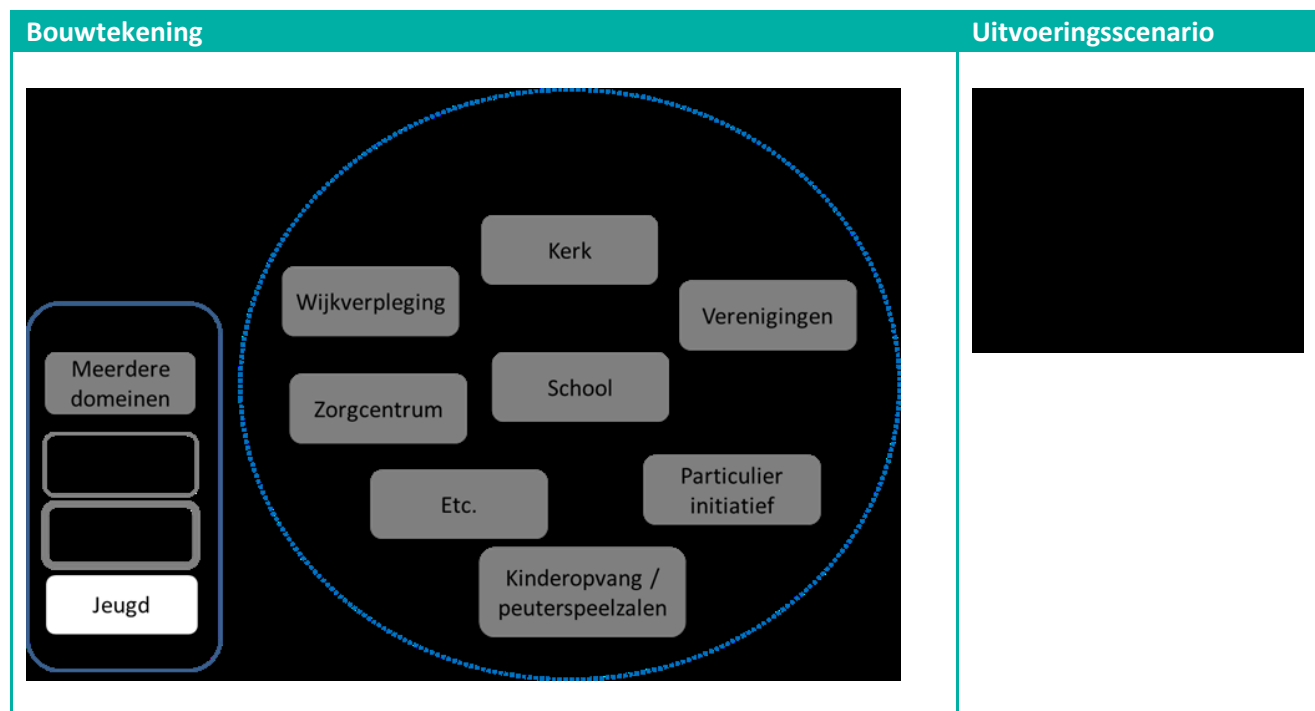 Bouwtekening
Uitvoeringsscenario
Kerk
Wijkverpleging
Verenigingen
Meerdere
domeinen
School
Zorgcentrum
Particulier
initiatief
Etc.
Kinderopvang /
peuterspeelzalen
Jeugd